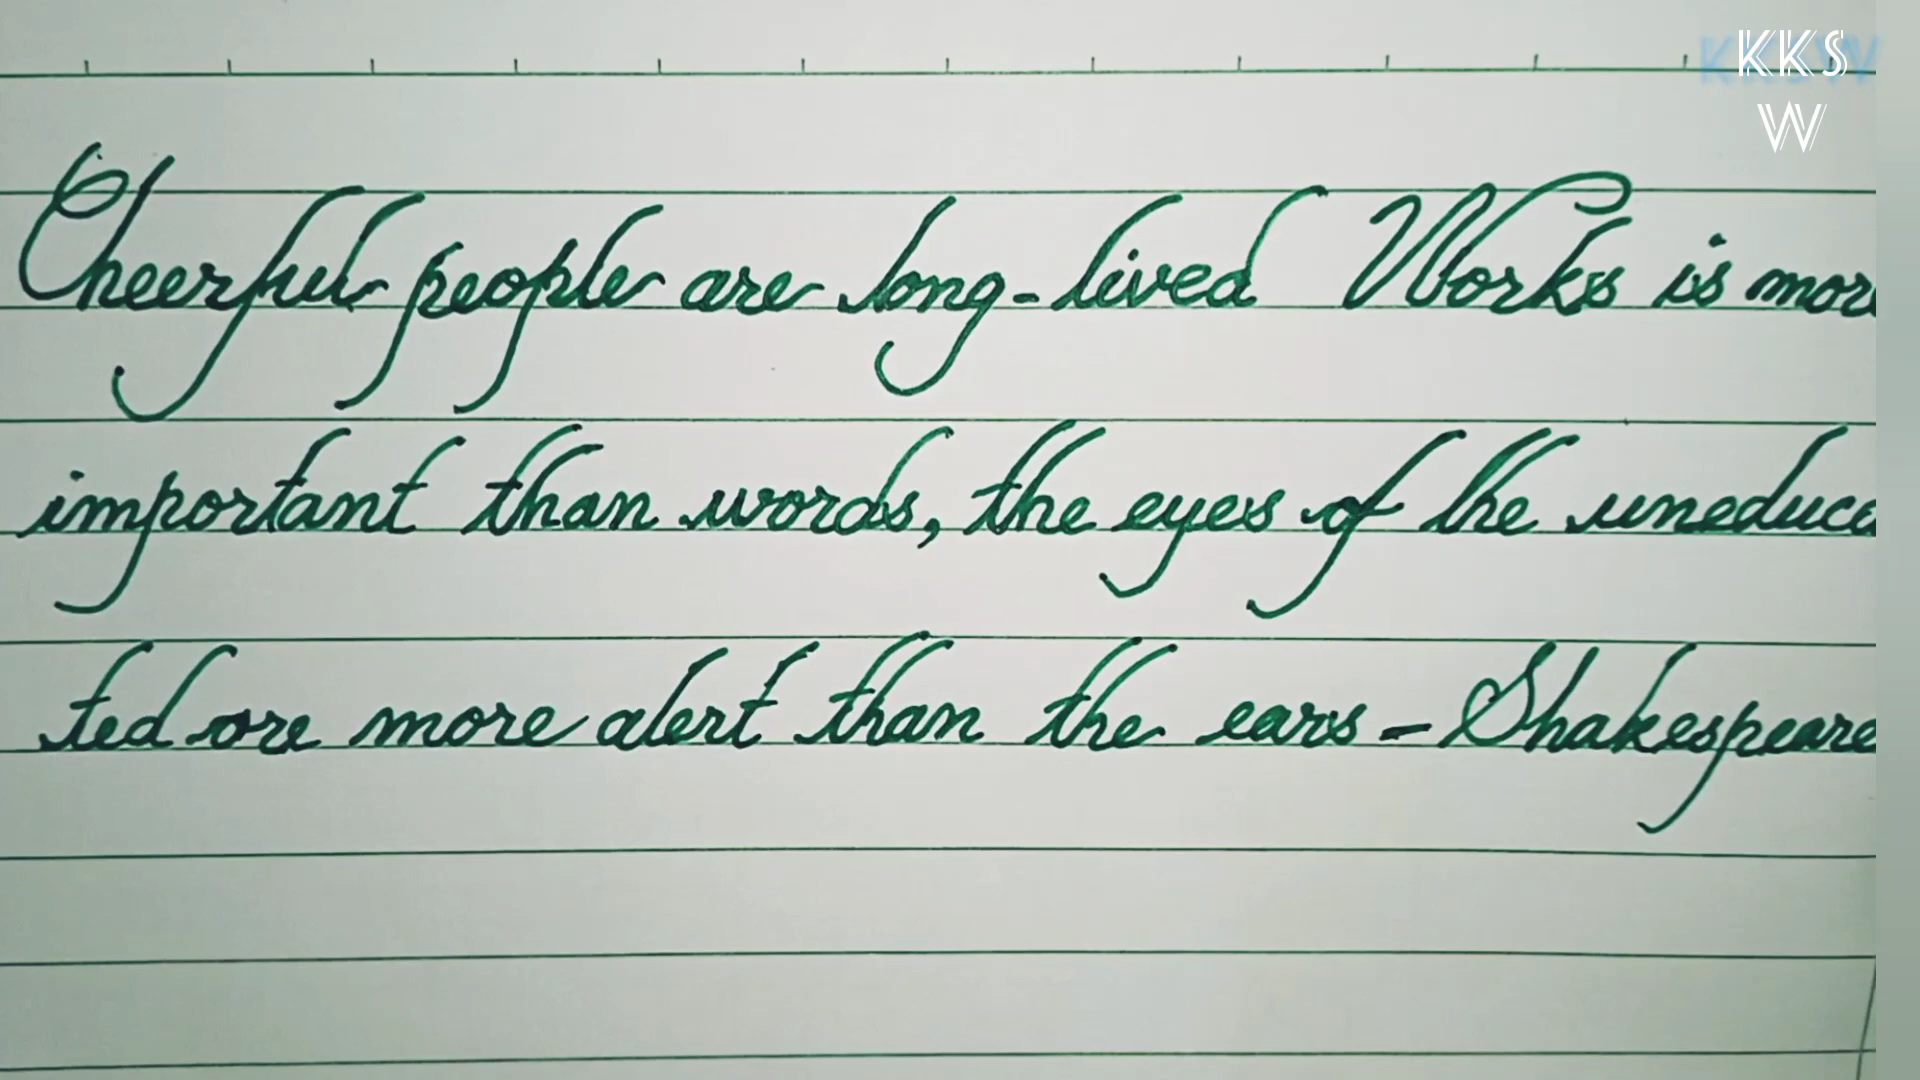 KKSW
KKS
W
Cheerful people are long-lived Works is more
important than words, the eyes of the uneduca
ted are more alert than the ears - Shakespeare